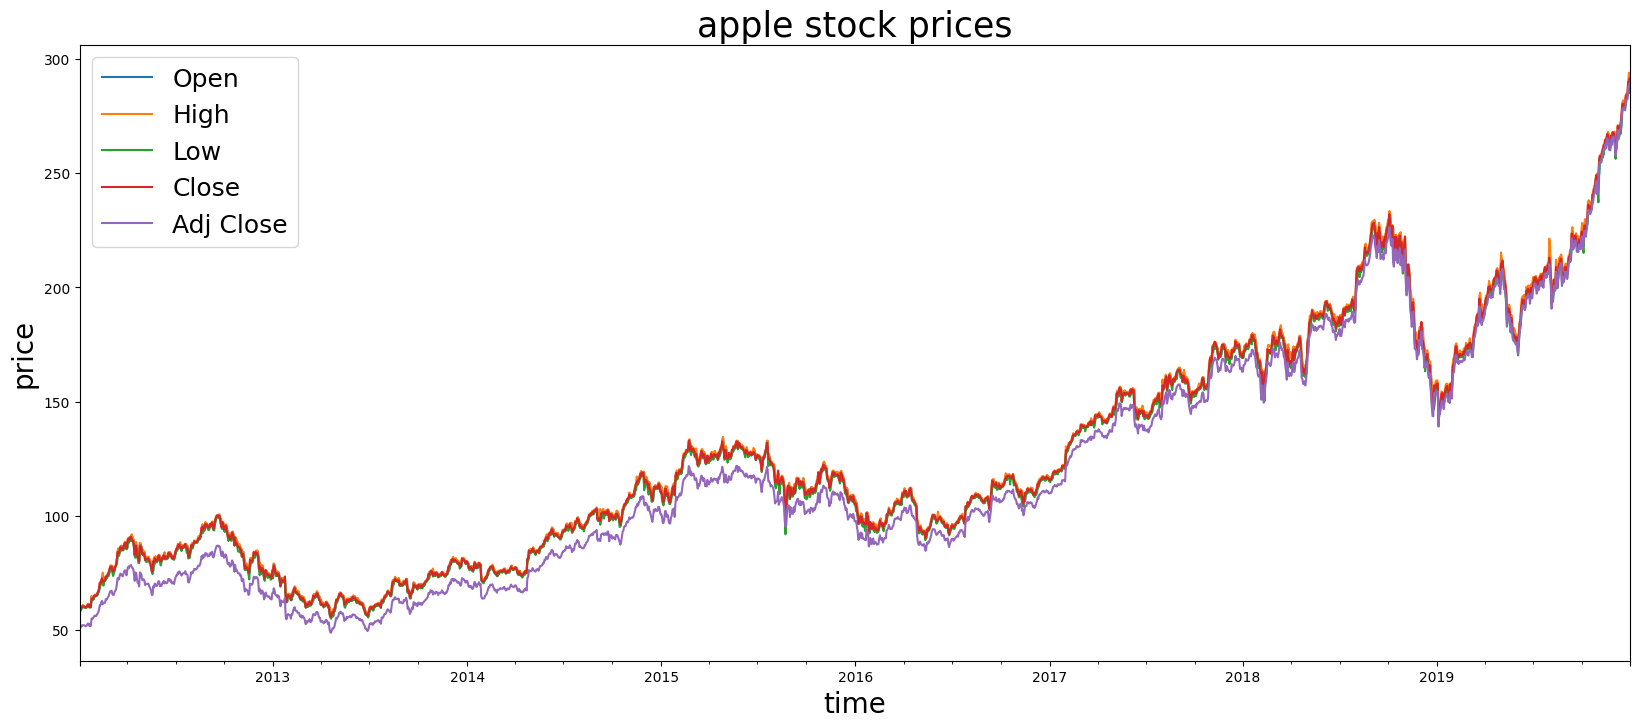 apple stock prices
300
250
200
150
100
50
price
Open
High
Low
Close
Adj Close
2013
2014
2015
2016
2017
2018
2019
time